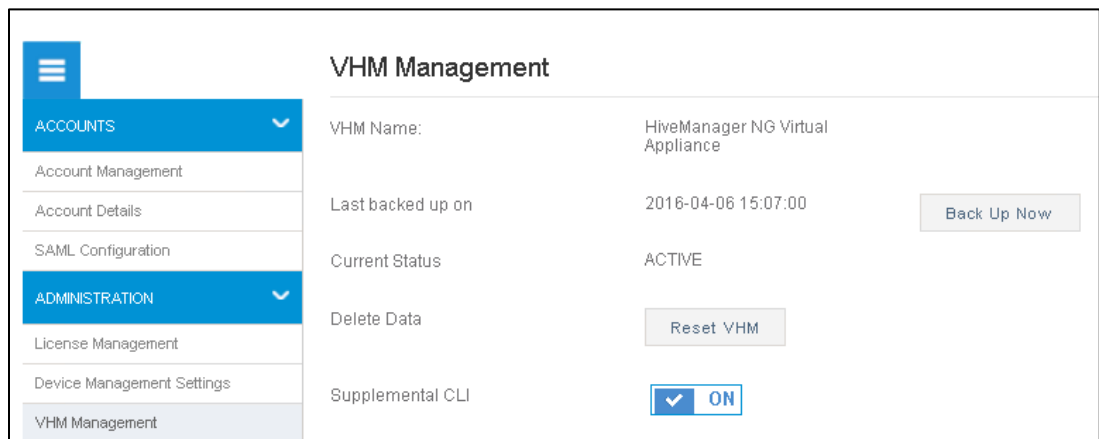 VHM Management
ACCOUNTS
Account Management
Account Details
SAML Configuration
ADMINISTRATION
License Management
Device Management Settings
VHM Management
VHM Name:
HiveManager NG Virtual
Appliance
Last backed up on
2016-04-06 15:07:00
Back Up Now
Current Status
ACTIVE
Delete Data
Reset VHM
Supplemental CLI
ON